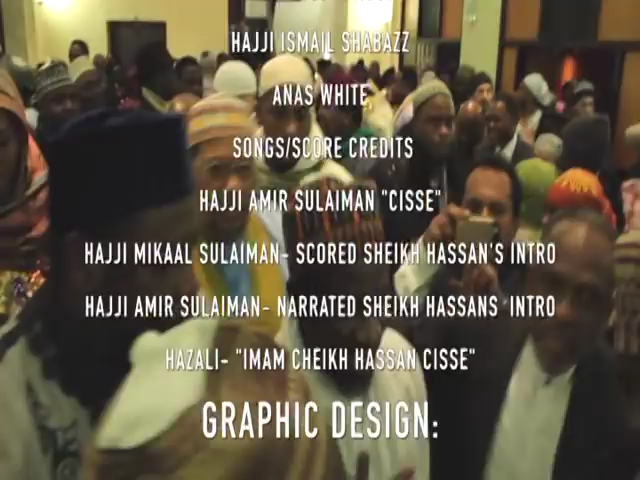 HAJJI ISMAIL SHABAZZ
ANAS WHITE
SONGS/SCORE CREDITS
HAJJI AMIR SULAIMAN "CISSE"
HAJJI MIKAAL SULAIMAN- SCORED SHEIKH HASSAN'S INTRO
HAJJI AMIR SULAIMAN- NARRATED SHEIKH HASSANS INTRO
HAZALI- "IMAM CHEIKH HASSAN CISSE"
GRAPHIC DESIGN: